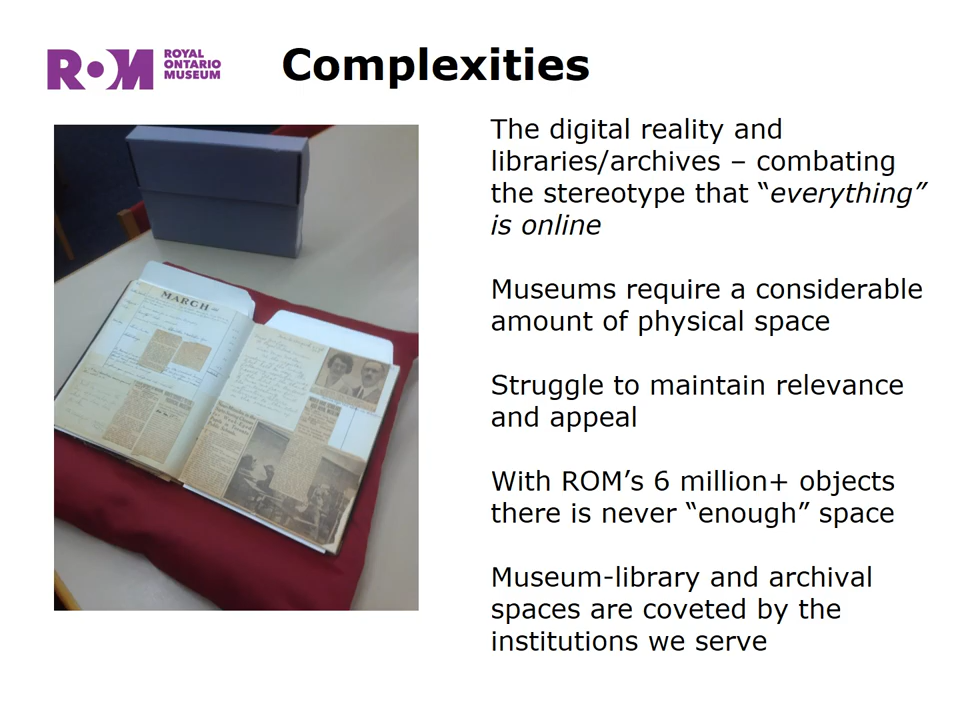 ROM ROYAL
ONTARIO
MUSEUM
Complexities
The digital reality and
libraries/archives – combating
the stereotype that “everything”
is online
Museums require a considerable
amount of physical space
Struggle to maintain relevance
and appeal
With ROM’s 6 million+ objects
there is never “enough” space
Museum-library and archival
spaces are coveted by the
institutions we serve
MARCH